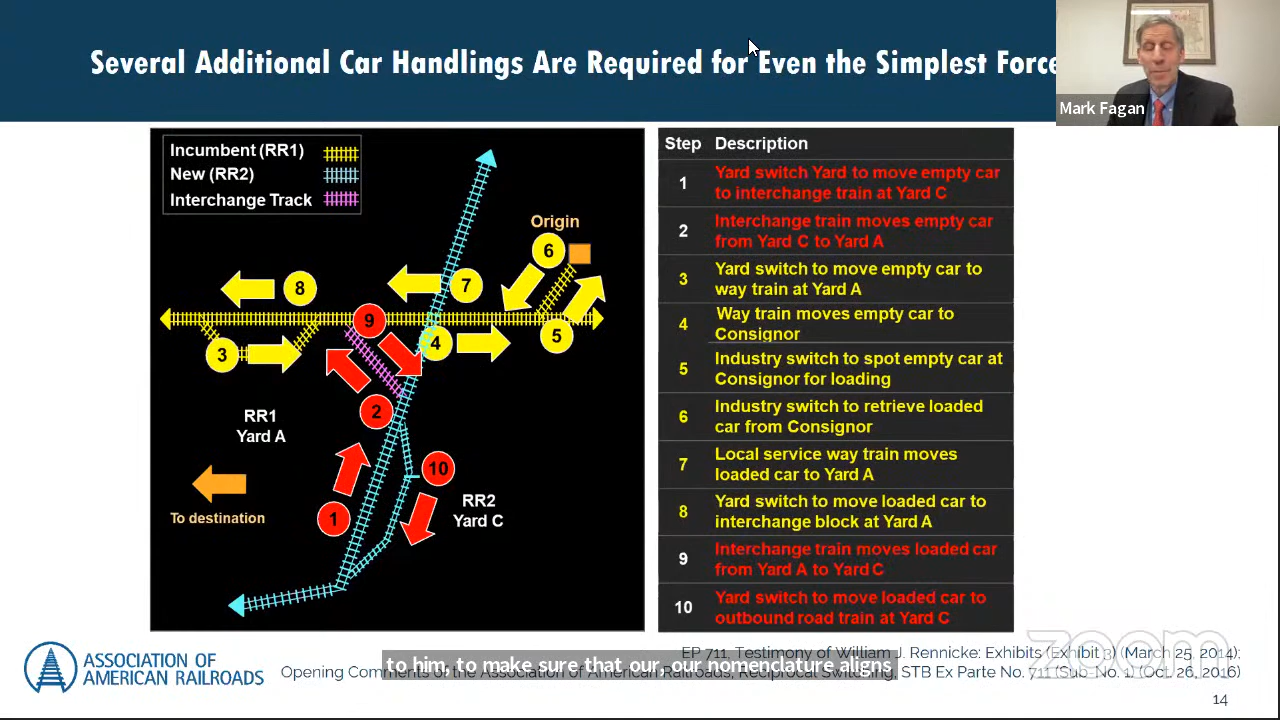 Several Additional Car Handlings Are Required for Even the Simplest Force
Mark Fagan
Incumbent (RR1)
New (RR2)
Interchange Track
Origin
6
8
7
9
3
4
5
2
RR1
Yard A
10
To destination
1
RR2
Yard C
Step Description
1 Yard switch Yard to move empty car
to interchange train at Yard C
2 Interchange train moves empty car
from Yard C to Yard A
3 Yard switch to move empty car to
way train at Yard A
4 Way train moves empty car to
Consignor
5 Industry switch to spot empty car at
Consignor for loading
6 Industry switch to retrieve loaded
car from Consignor
7 Local service way train moves
loaded car to Yard A
8 Yard switch to move loaded car to
interchange block at Yard A
9 Interchange train moves loaded car
from Yard A to Yard C
10 Yard switch to move loaded car to
outbound road train at Yard C
ASSOCIATION OF
AMERICAN RAILROADS
to him, to make sure that our, our nomenclature aligns
EP 711, Testimony of William J. Rennicke: Exhibits (Exhibit 3) (March 25, 2014);
Opening Comments of the Association of American Railroads, Reciprocal Switching, STB Ex Parte No. 711 (Sub-No. 1) (Oct. 26, 2016)
zoom
14